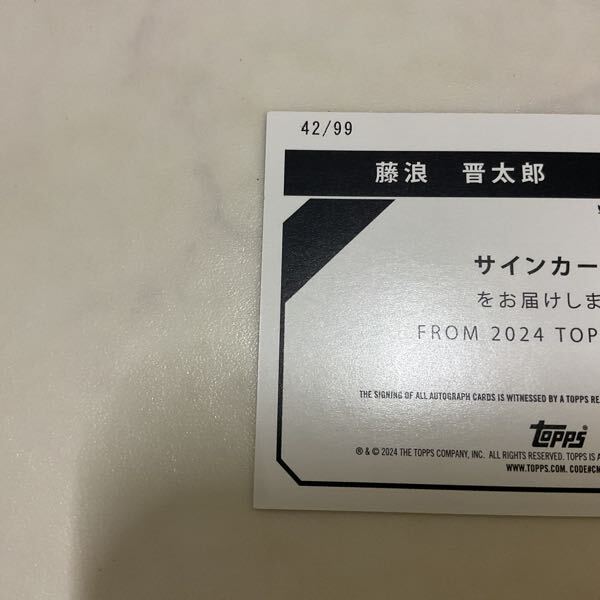 42/99
藤浪 晋太郎
サインカー
をお届けしま
FROM 2024 TOP
THE SIGNING OF ALL AUTOGRAPH CARDS IS WITNESSED BY A TOPPS RE
TOPPS
® & © 2024 THE TOPPS COMPANY, INC. ALL RIGHTS RESERVED. TOPPS IS A
WWW.TOPPS.COM. CODE#CM